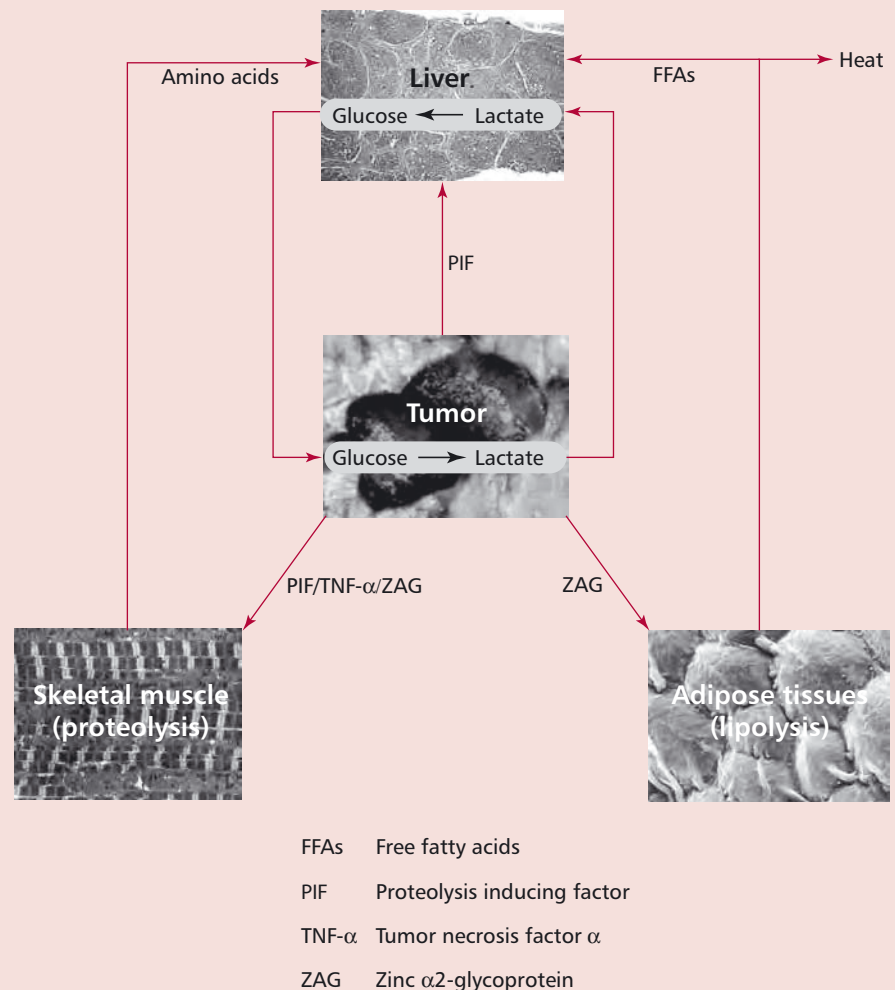 Liver
Amino acids
FFAs
Heat
Glucose ← Lactate
PIF
Tumor
Glucose → Lactate
PIF/TNF-α/ZAG
ZAG
Skeletal muscle
(proteolysis)
Adipose tissues
(lipolysis)
FFAs Free fatty acids
PIF Proteolysis inducing factor
TNF-α Tumor necrosis factor α
ZAG Zinc α2-glycoprotein